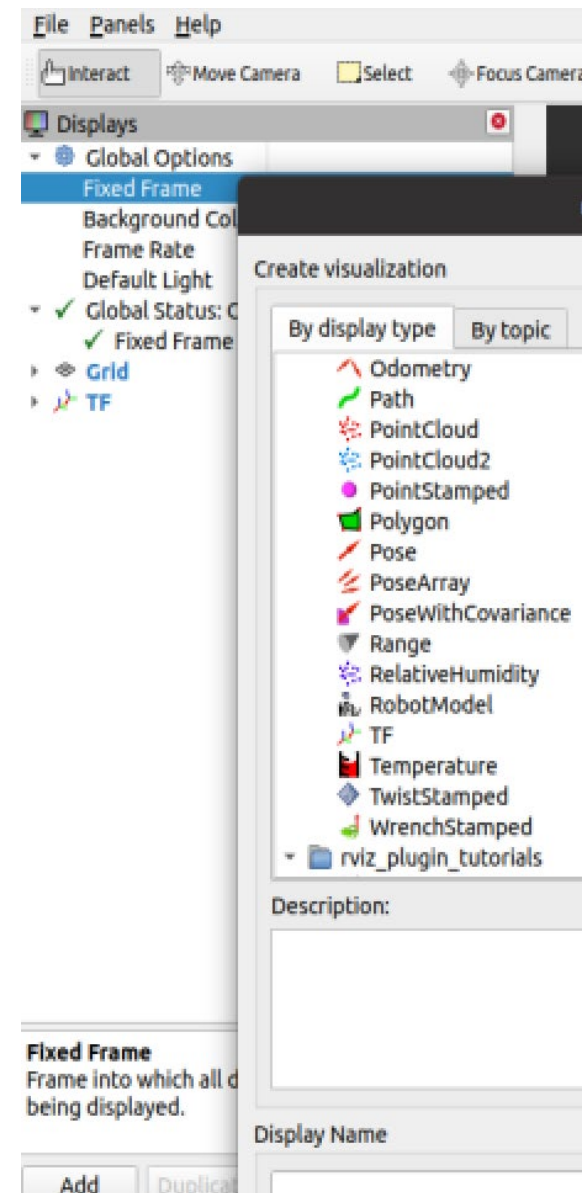 File Panels Help
Interact Move Camera Select Focus Camera
Displays
Global Options
Fixed Frame
Background Col
Frame Rate
Default Light
Global Status:
Fixed Frame
Grid
TF
Create visualization
By display type By topic
Odometry
Path
PointCloud
PointCloud2
PointStamped
Polygon
Pose
PoseArray
PoseWithCovariance
Range
RelativeHumidity
RobotModel
TF
Temperature
TwistStamped
WrenchStamped
rviz_plugin_tutorials
Description:
Fixed Frame
Frame into which all d
being displayed.
Display Name
Add Duplicat